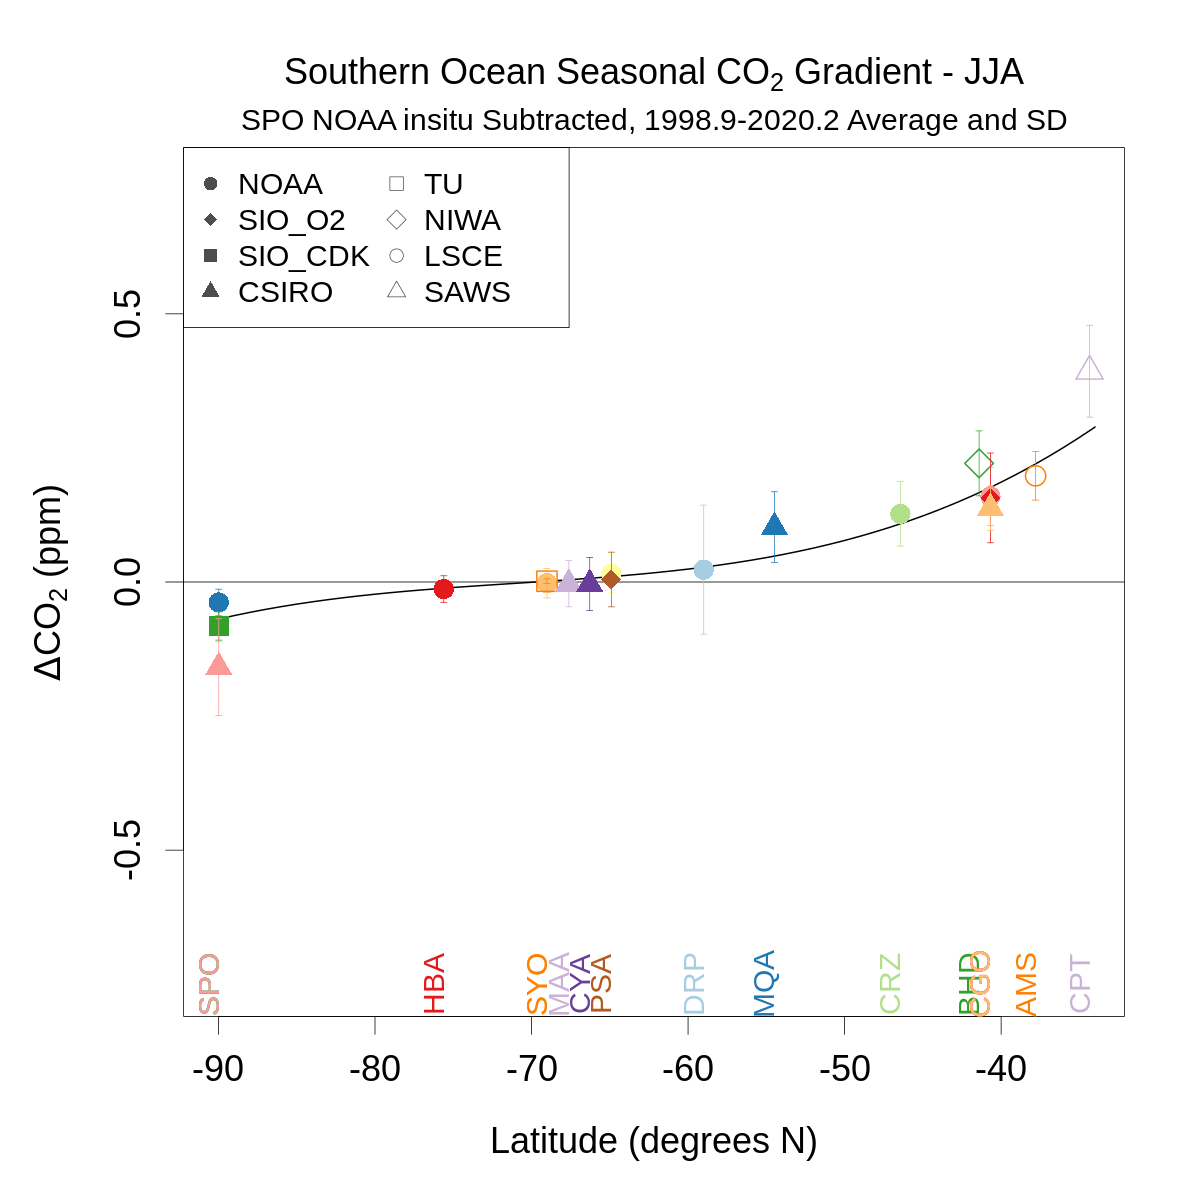 Southern Ocean Seasonal CO2 Gradient - JJA
SPO NOAA insitu Subtracted, 1998.9-2020.2 Average and SD
NOAA
SIO_O2
SIO_CDK
CSIRO
TU
NIWA
LSCE
SAWS
0.5
0.0
-0.5
ΔCO2 (ppm)
SPO
HBA
SYO
MAA
CYA
PSA
DRP
MQA
CRZ
BHD
CGO
AMS
CPT
-90
-80
-70
-60
-50
-40
Latitude (degrees N)